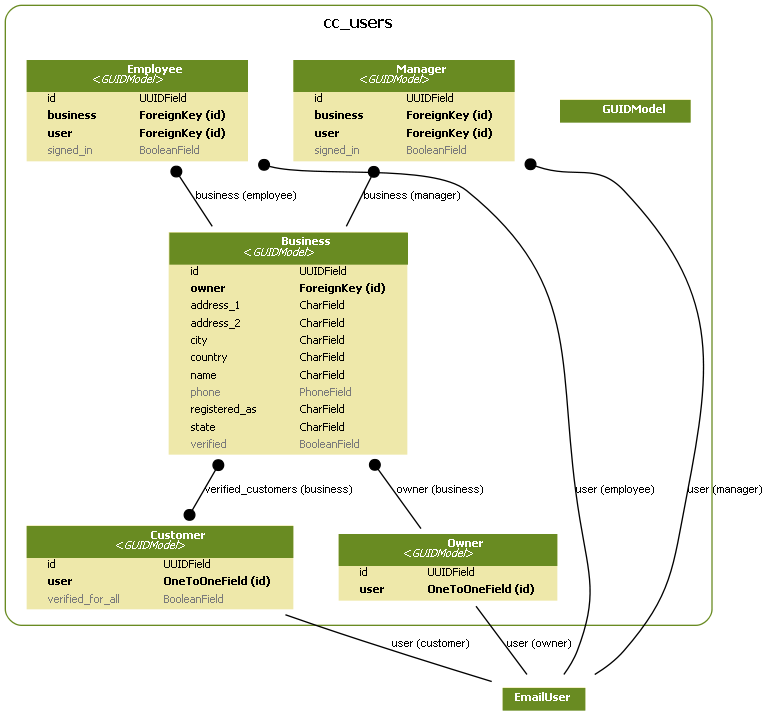 cc_users
Employee
<GUIDModel>
id UUIDField
business ForeignKey (id)
user ForeignKey (id)
signed_in BooleanField
Manager
<GUIDModel>
id UUIDField
business ForeignKey (id)
user ForeignKey (id)
signed_in BooleanField
GUIDModel
business (employee)
business (manager)
Business
<GUIDModel>
id UUIDField
owner ForeignKey (id)
address_1 CharField
address_2 CharField
city CharField
country CharField
name CharField
phone PhoneField
registered_as CharField
state CharField
verified BooleanField
verified_customers (business)
owner (business)
user (employee)
user (manager)
Customer
<GUIDModel>
id UUIDField
user OneToOneField (id)
verified_for_all BooleanField
Owner
<GUIDModel>
id UUIDField
user OneToOneField (id)
user (customer)
user (owner)
EmailUser